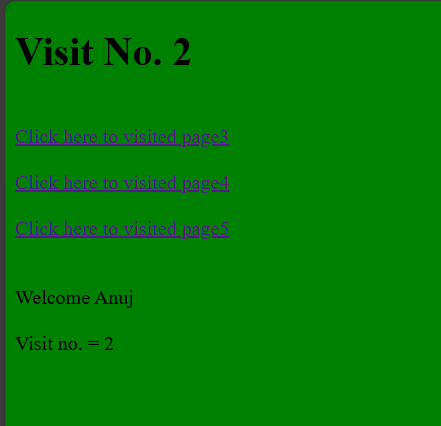 Visit No. 2
Click here to visited page3
Click here to visited page4
Click here to visited page5
Welcome Anuj
Visit no. = 2